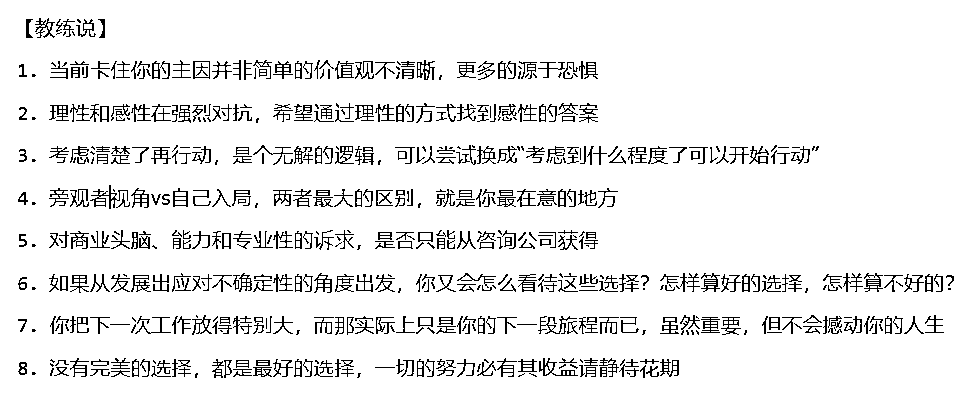 【教练说】
1．当前卡住你的主因并非简单的价值观不清晰，更多的源于恐惧
2．理性和感性在强烈对抗，希望通过理性的方式找到感性的答案
3．考虑清楚了再行动，是个无解的逻辑，可以尝试换成“考虑到什么程度了可以开始行动”
4．旁观者视角vs自己入局，两者最大的区别，就是你最在意的地方
5．对商业头脑、能力和专业性的诉求，是否只能从咨询公司获得
6．如果从发展出应对不确定性的角度出发，你又会怎么看待这些选择？怎样算好的选择，怎样算不好的？
7．你把下一次工作放得特别大，而那实际上只是你的下一段旅程而已，虽然重要，但不会撼动你的人生
8．没有完美的选择，都是最好的选择，一切的努力必有其收益请静待花期